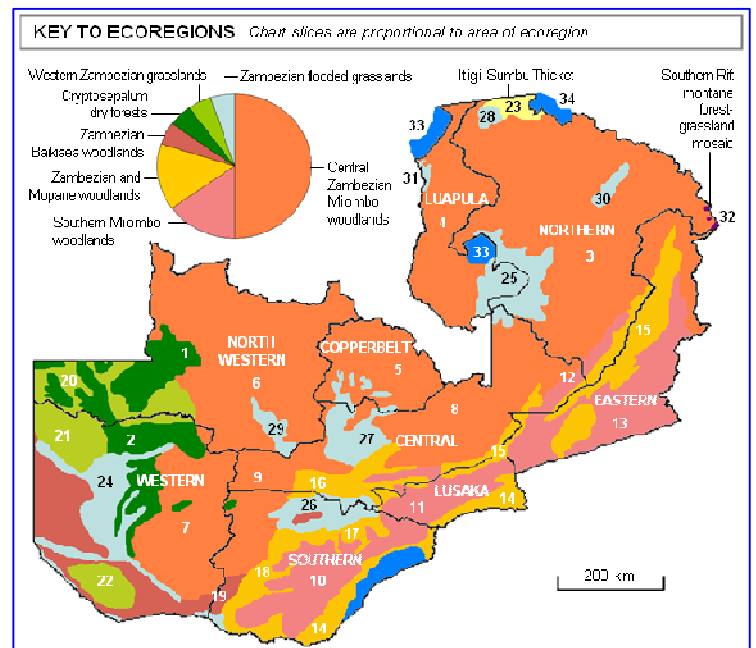 KEY TO ECOREGIONS Chart slices are proportional to area of ecoregion
Western Zambezian grasslands
Zambezian flooded grasslands
Cryptosepalum
dry forests
Zambezian
Baikiaea woodlands
Zambezian and
Mopane woodlands
Southern Miombo
woodlands
Central
Zambezian
Miombo
woodlands
Itigi-Sumbu Thicket
Southern Rift
montane
forest-
grassland
mosaic
33
28
23
34
31
LUAPULA
4
30
NORTHERN
3
32
33
25
1
NORTH
WESTERN
6
COPPERBELT
5
15
20
12
EASTERN
13
21
2
29
27
8
CENTRAL
15
24
WESTERN
7
9
16
26
LUSAKA
11
14
17
SOUTHERN
10
18
22
19
14
200 km